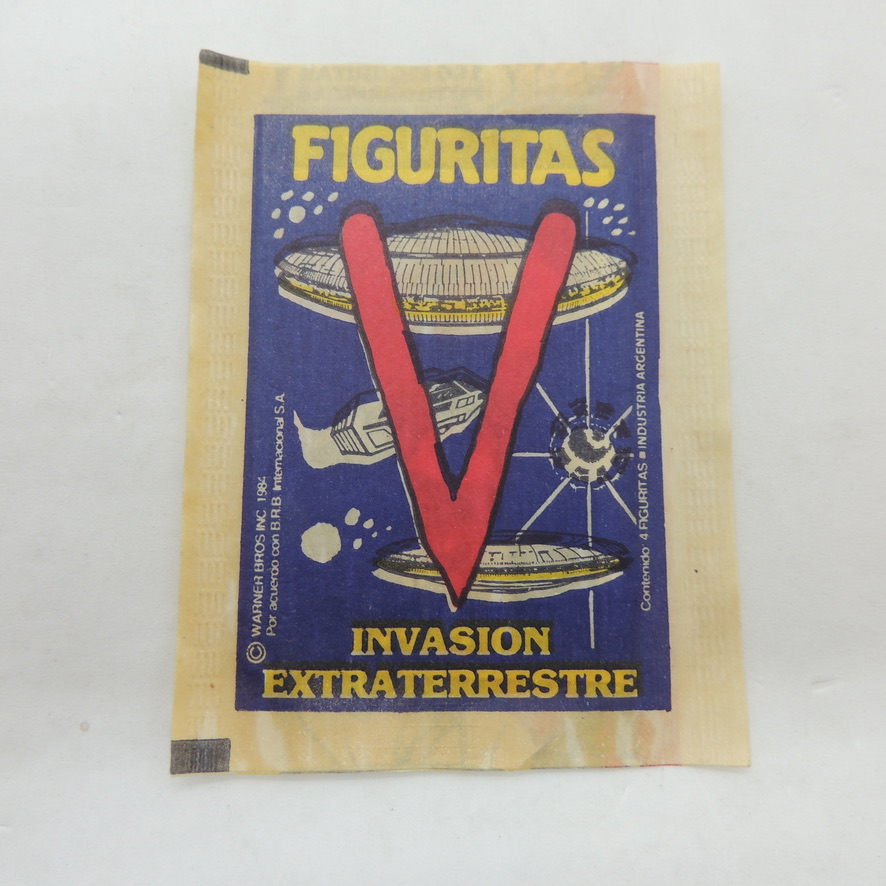 FIGURITAS
V
INVASION
EXTRATERRESTRE
© WARNER BROS INC. 1984
Por acuerdo con B.R.B. Internacional S.A.
Contenido: 4 FIGURITAS ■ INDUSTRIA ARGENTINA